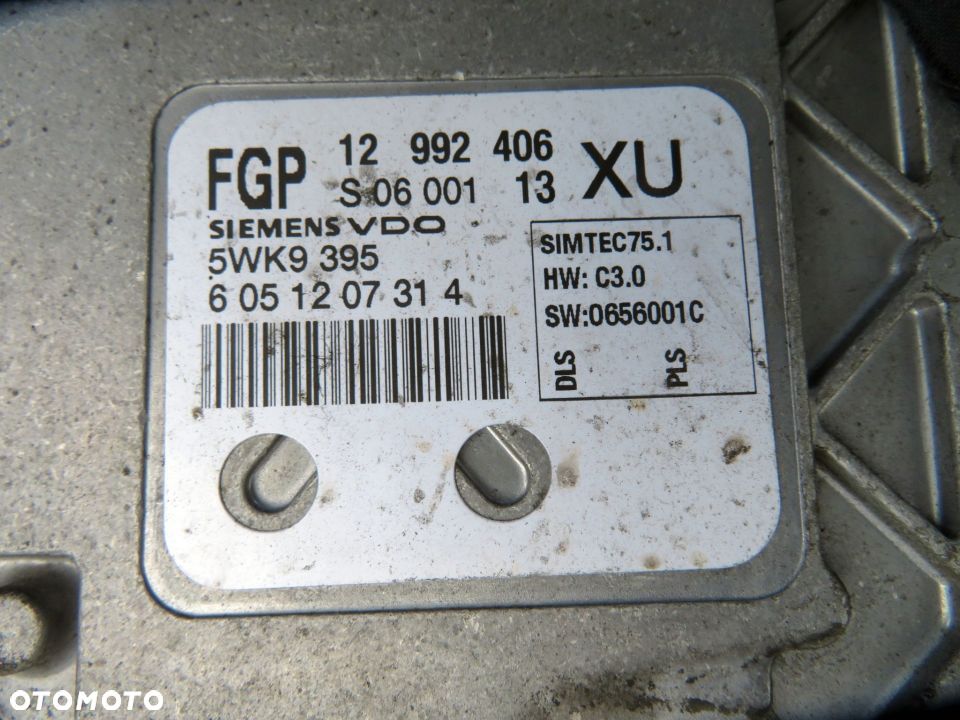 FGP 12 992 406 XU
S 06 001 13
SIEMENS VDO
5WK9 395
6 05 12 07 31 4
SIMTEC75.1
HW: C3.0
SW:0656001C
DLS PLS
OTOMOTO